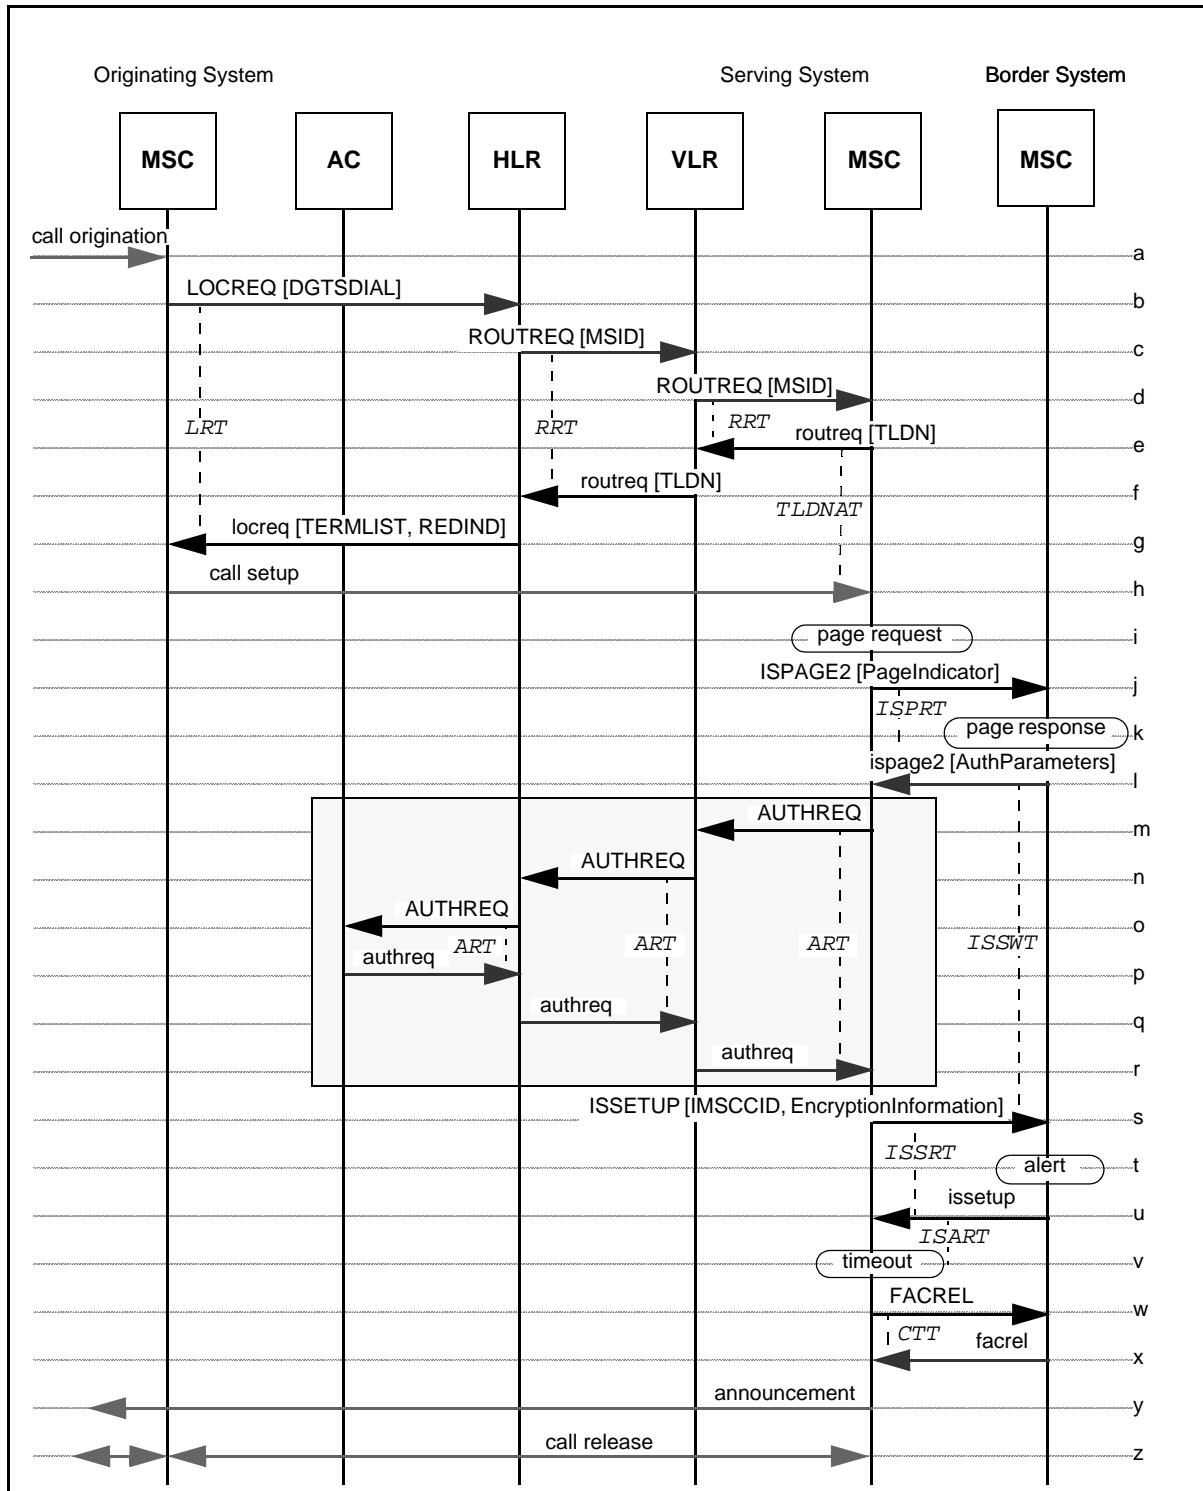 Originating System
Serving System
Border System
MSC
AC
HLR
VLR
MSC
MSC
call origination
a
LOCREQ [DGTSDIAL]
b
ROUTREQ [MSID]
c
ROUTREQ [MSID]
d
LRT
RRT
RRT
routreq [TLDN]
e
routreq [TLDN]
f
TLDNAT
locreq [TERMLIST, REDIND]
g
call setup
h
page request
i
ISPAGE2 [PageIndicator]
j
ISPRT
page response
k
ispage2 [AuthParameters]
l
AUTHREQ
m
AUTHREQ
n
AUTHREQ
o
ART
ART
ART
ISSWT
authreq
p
authreq
q
authreq
r
ISSETUP [IMSCCID, EncryptionInformation]
s
ISSRT
alert
t
issetup
u
ISART
timeout
v
FACREL
w
CTT
facrel
x
announcement
y
call release
z